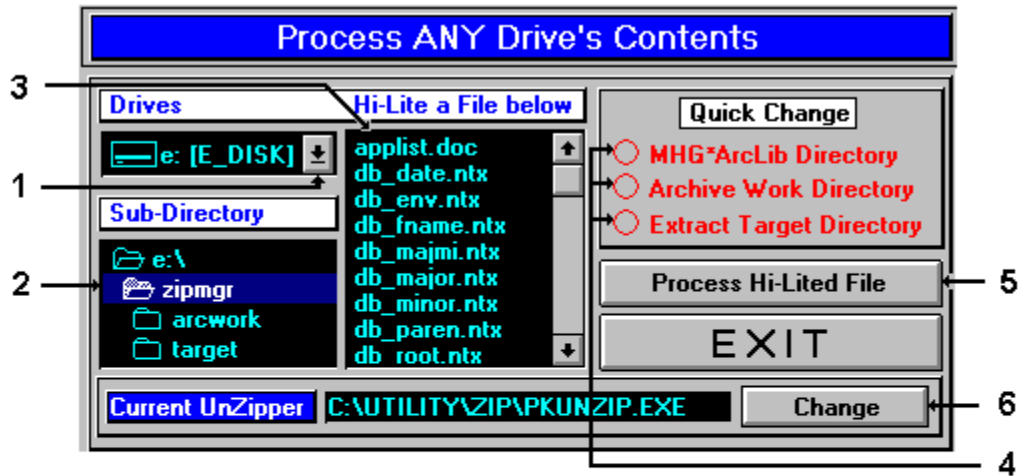 Process ANY Drive's Contents
3
Drives
Hi-Lite a File below
e: [E_DISK]
1
Sub-Directory
2
e:\
zipmgr
arcwork
target
applist.doc
db_date.ntx
db_env.ntx
db_fname.ntx
db_majmi.ntx
db_major.ntx
db_minor.ntx
db_paren.ntx
db_root.ntx
Quick Change
MHG*ArcLib Directory
Archive Work Directory
Extract Target Directory
Process Hi-Lited File
5
EXIT
Current UnZipper
C:\UTILITY\ZIP\PKUNZIP.EXE
Change
6
4